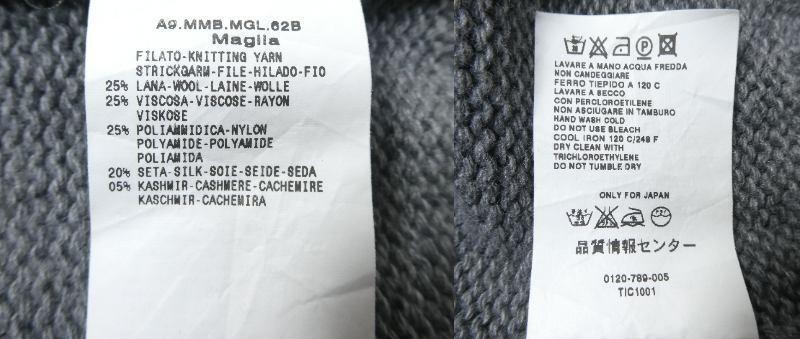 A9.MMB.MGL.62B
Maglia
FILATO-KNITTING YARN
STRICKGARM-FILE-HILADO-FIO
25% LANA-WOOL-LAINE-WOLLE
25% VISCOSA-VISCOSE-RAYON
VISKOSE
25% POLIAMMIDICA-NYLON
POLYAMIDE-POLYAMIDE
POLIAMIDA
20% SETA-SILK-SOIE-SEIDE-SEDA
05% KASHMIR-CASHMERE-CACHEMIRE
KASCHMIR-CACHEMIRA
LAVARE A MANO ACQUA FREDDA
NON CANDEGGIARE
FERRO TIEPIDO A 120 C
LAVARE A SECCO
CON PERCLOROETILENE
NON ASCIUGARE IN TAMBURO
HAND WASH COLD
DO NOT USE BLEACH
COOL IRON 120 C/248 F
DRY CLEAN WITH
TRICHLOROETHYLENE
DO NOT TUMBLE DRY
ONLY FOR JAPAN
品質情報センター
0120-789-005
TIC1001